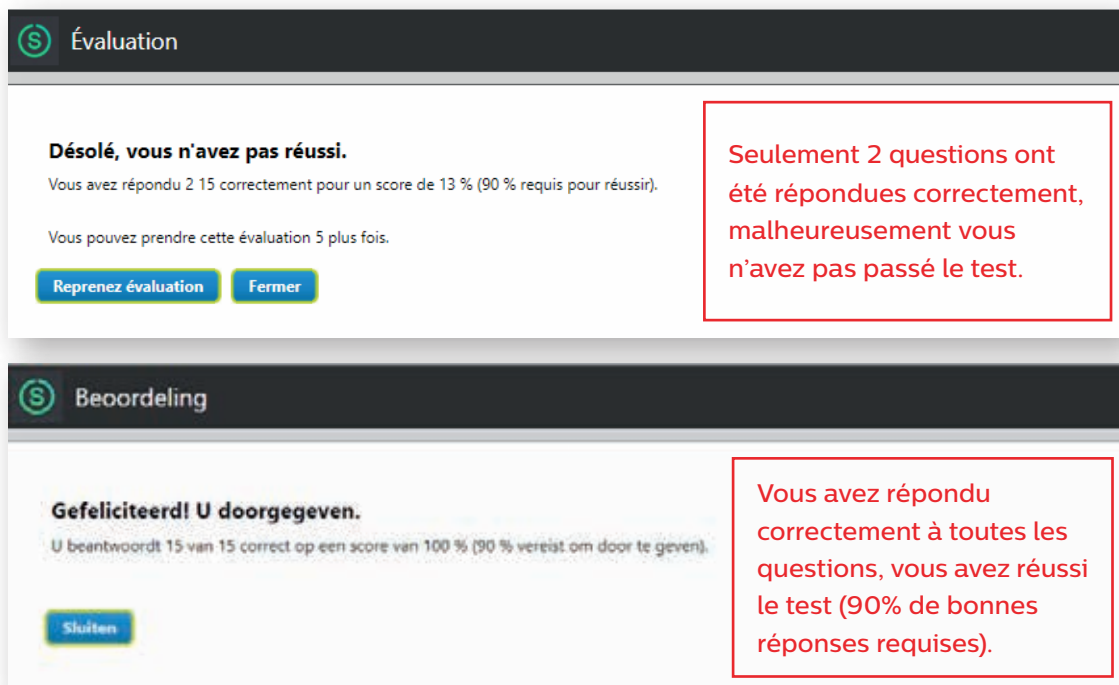 S Évaluation
Désolé, vous n'avez pas réussi.
Vous avez répondu 2 15 correctement pour un score de 13 % (90 % requis pour réussir).
Vous pouvez prendre cette évaluation 5 plus fois.
Reprenez évaluation Fermer
Seulement 2 questions ont
été répondues correctement,
malheureusement vous
n'avez pas passé le test.
S Beoordeling
Gefeliciteerd! U doorgegeven.
U beantwoordt 15 van 15 correct op een score van 100 % (90 % vereist om door te geven).
Sluiten
Vous avez répondu
correctement à toutes les
questions, vous avez réussi
le test (90% de bonnes
réponses requises).